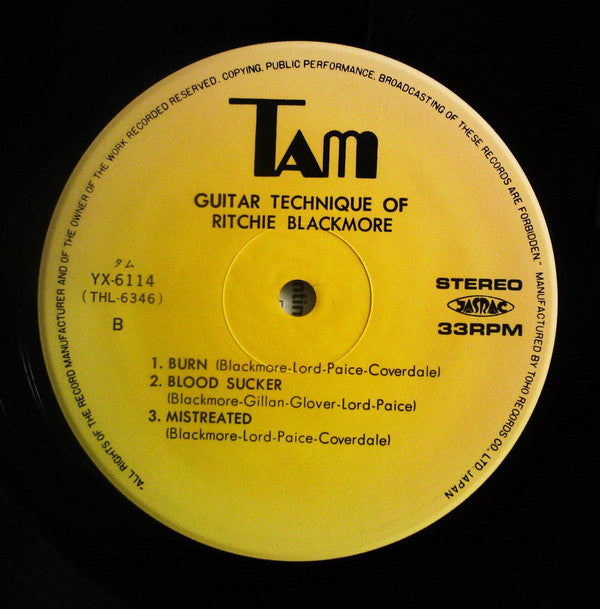 "ALL RIGHTS OF THE RECORD MANUFACTURER AND OF THE OWNER OF THE WORK RECORDED RESERVED. COPYING, PUBLIC PERFORMANCE, BROADCASTING OF THESE RECORDS ARE FORBIDDEN." MANUFACTURED BY TOHO RECORDS CO., LTD. JAPAN
TAM
GUITAR TECHNIQUE OF
RITCHIE BLACKMORE
YX-6114
(THL-6346)
B
STEREO
JASRAC
33RPM
1. BURN (Blackmore-Lord-Paice-Coverdale)
2. BLOOD SUCKER
(Blackmore-Gillan-Glover-Lord-Paice)
3. MISTREATED
(Blackmore-Lord-Paice-Coverdale)